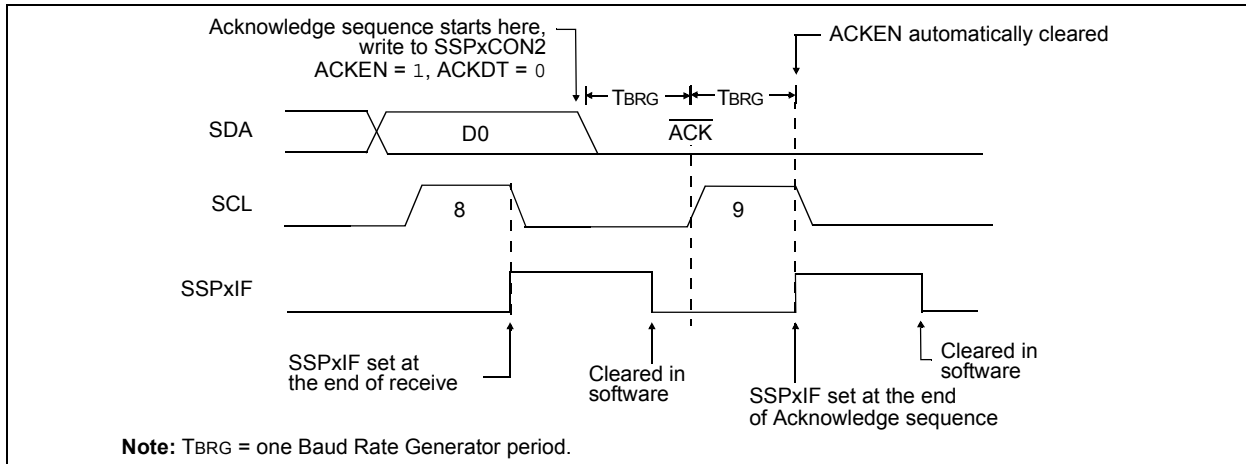 Acknowledge sequence starts here,
write to SSPxCON2
ACKEN = 1, ACKDT = 0
ACKEN automatically cleared
TBRG
TBRG
SDA
D0
ACK
SCL
8
9
SSPxIF
SSPxIF set at
the end of receive
Cleared in
software
SSPxIF set at the end
of Acknowledge sequence
Cleared in
software
Note: TBRG = one Baud Rate Generator period.